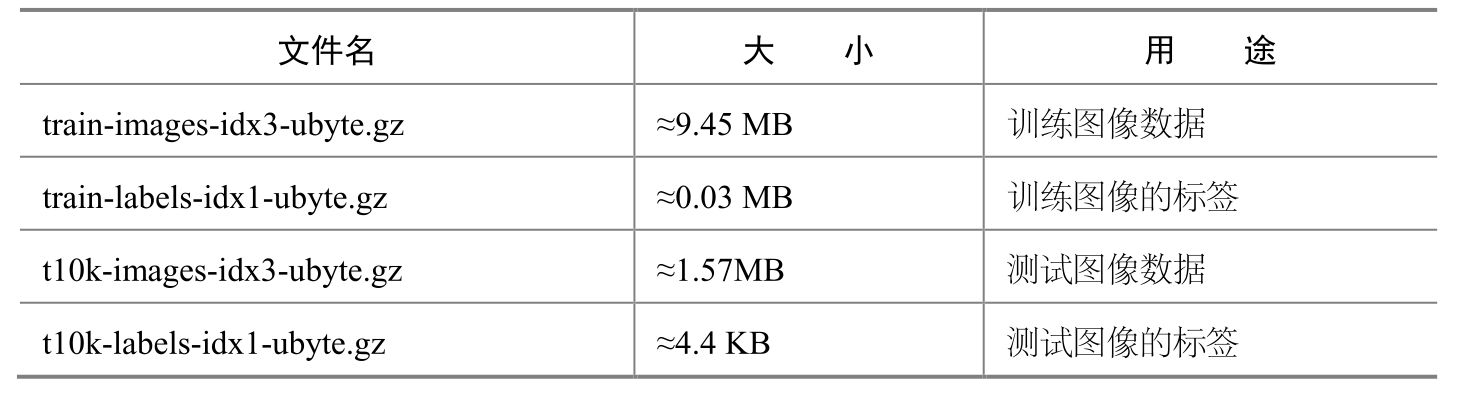 文件名 大 小 用 途
train-images-idx3-ubyte.gz ≈9.45 MB 训练图像数据
train-labels-idx1-ubyte.gz ≈0.03 MB 训练图像的标签
t10k-images-idx3-ubyte.gz ≈1.57MB 测试图像数据
t10k-labels-idx1-ubyte.gz ≈4.4 KB 测试图像的标签